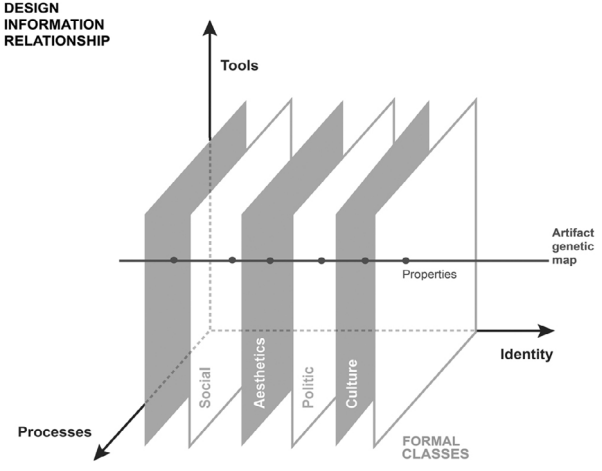 DESIGN
INFORMATION
RELATIONSHIP
Tools
Artifact
genetic
map
Properties
Identity
Social
Aesthetics
Politic
Culture
Processes
FORMAL
CLASSES